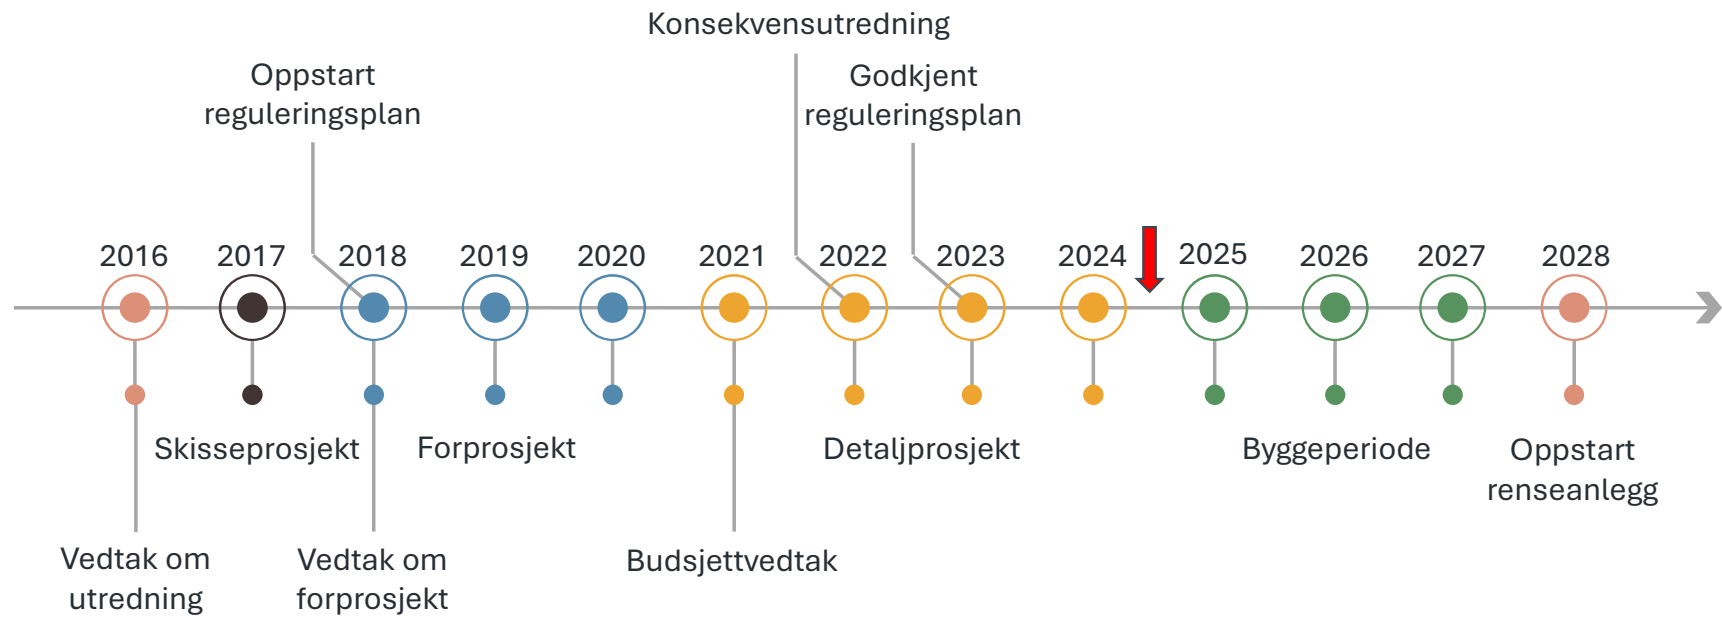 Konsekvensutredning
Oppstart
reguleringsplan
Godkjent
reguleringsplan
2016
2017
2018
2019
2020
2021
2022
2023
2024
2025
2026
2027
2028
Skisseprosjekt
Forprosjekt
Detaljprosjekt
Byggeperiode
Oppstart
renseanlegg
Vedtak om
utredning
Vedtak om
forprosjekt
Budsjettvedtak